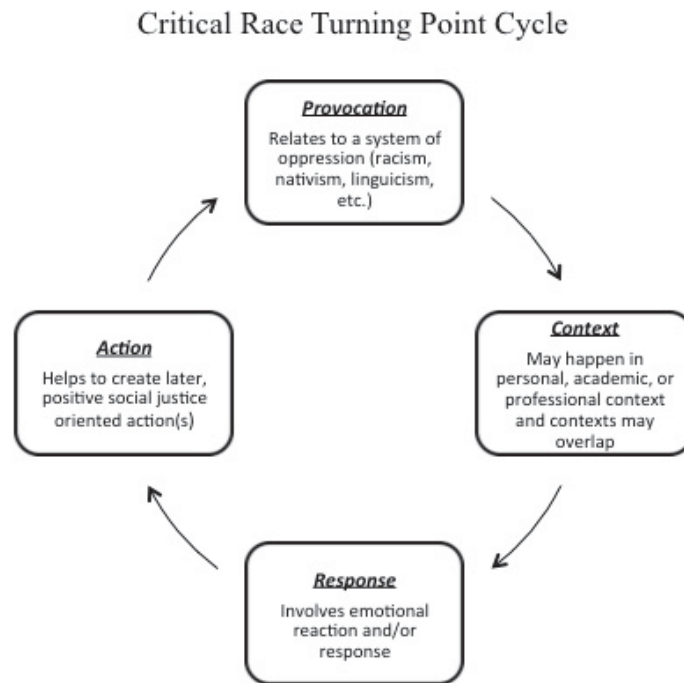 Critical Race Turning Point Cycle
Provocation
Relates to a system of
oppression (racism,
nativism, linguicism,
etc.)
Context
May happen in
personal, academic, or
professional context
and contexts may
overlap
Response
Involves emotional
reaction and/or
response
Action
Helps to create later,
positive social justice
oriented action(s)